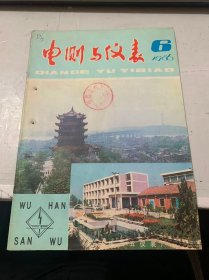 电测与仪表
6
1986
DIANCE YU YIBIAO
WU HAN
SAN WU